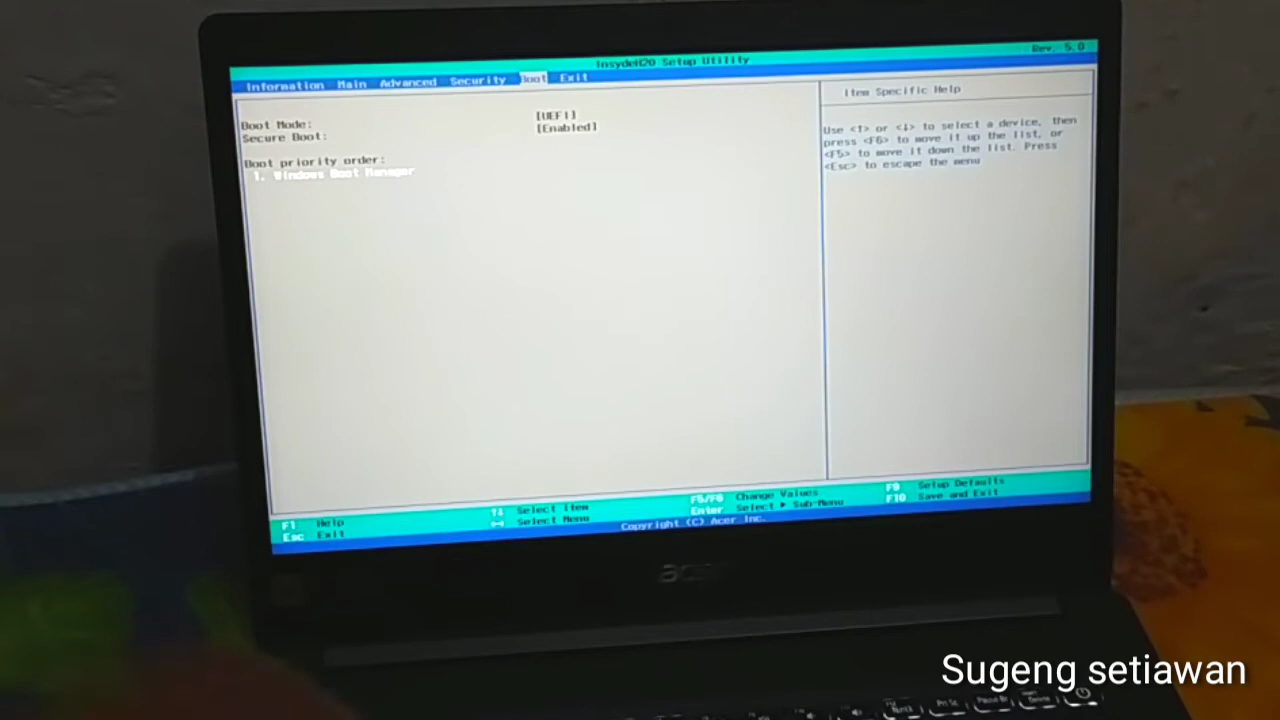 InsydeH20 Setup Utility
Rev. 5.0
Information Main Advanced Security Boot Exit
Boot Mode: [UEFI]
Secure Boot: [Enabled]
Boot priority order:
1. Windows Boot Manager
Item Specific Help
Use <↑> or <↓> to select a device, then
press <F6> to move it up the list, or
<F5> to move it down the list. Press
<Esc> to escape the menu
F1 Help ↑↓ Select Item F5/F6 Change Values F9 Setup Defaults
Esc Exit ←→ Select Menu Enter Select ▶ Sub-Menu F10 Save and Exit
Copyright (C) Acer Inc.
acer
Sugeng setiawan